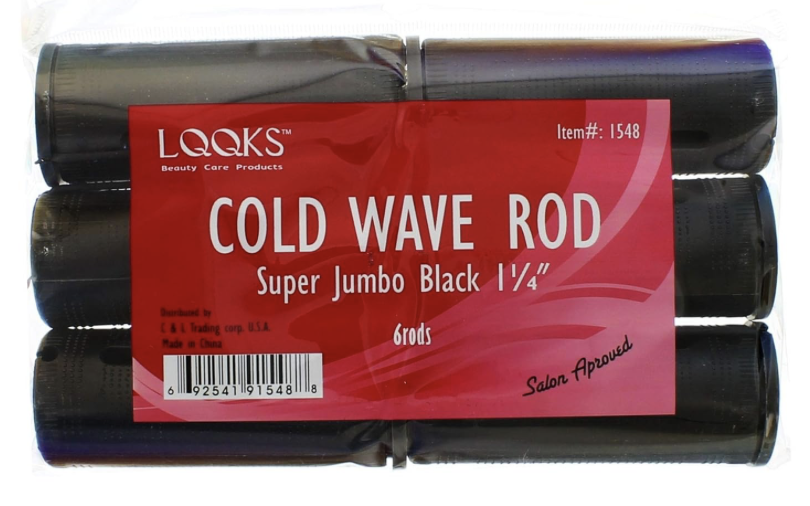 LQQKS™
Beauty Care Products
Item#: 1548
COLD WAVE ROD
Super Jumbo Black 1¼"
6rods
Distributed by
C & L Trading corp. U.S.A.
Made in China
6 92541 91548 8
Salon Aproved